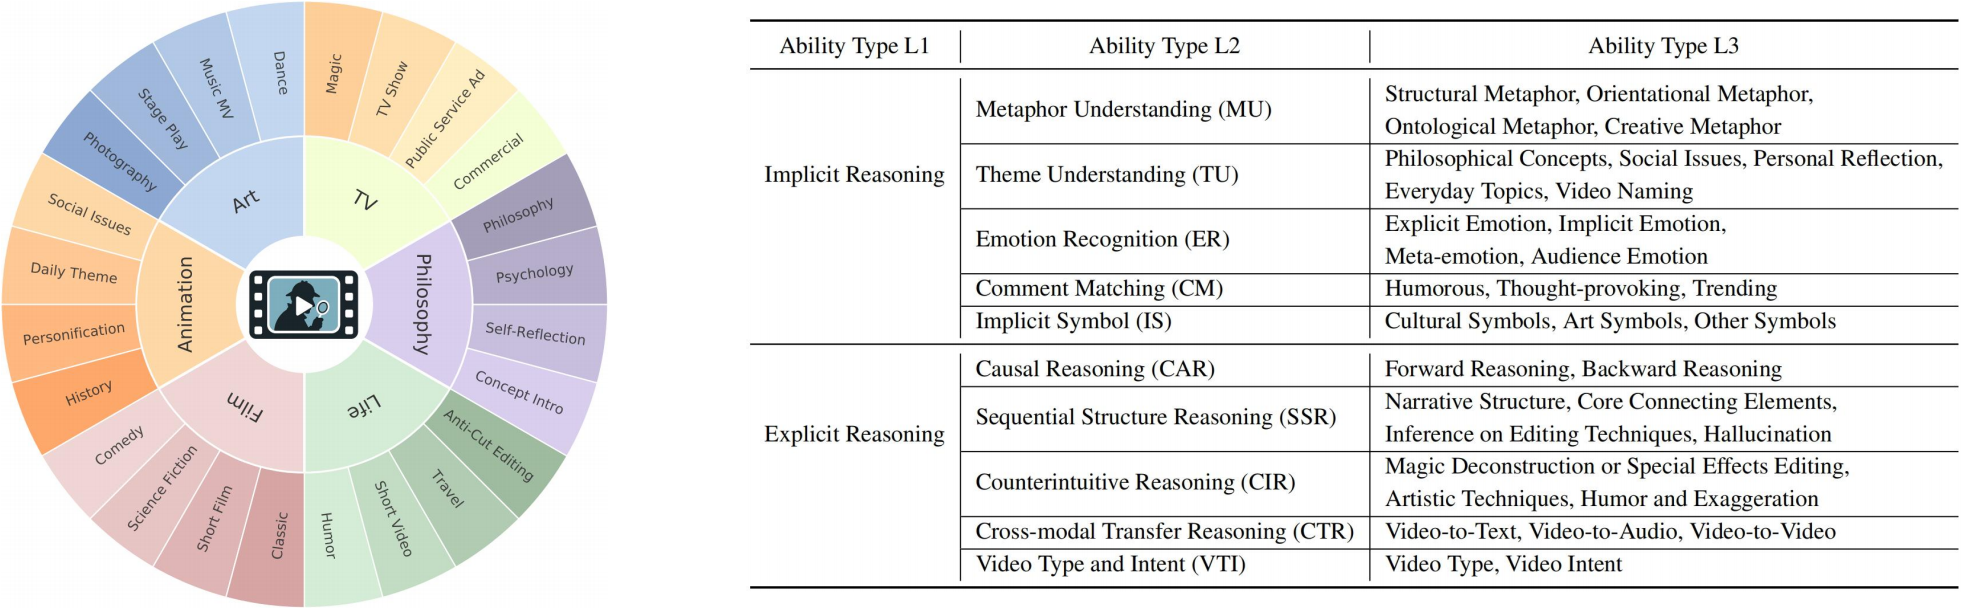 Magic
TV Show
Public Service Ad
Commercial
TV
Philosophy
Psychology
Self-Reflection
Concept Intro
Philosophy
Anti-Cut Editing
Travel
Short Video
Humor
Life
Classic
Short Film
Science Fiction
Comedy
Film
History
Personification
Daily Theme
Social Issues
Animation
Photography
Stage Play
Music MV
Dance
Art
Ability Type L1 Ability Type L2 Ability Type L3
Implicit Reasoning
Metaphor Understanding (MU)
Structural Metaphor, Orientational Metaphor,
Ontological Metaphor, Creative Metaphor
Theme Understanding (TU)
Philosophical Concepts, Social Issues, Personal Reflection,
Everyday Topics, Video Naming
Emotion Recognition (ER)
Explicit Emotion, Implicit Emotion,
Meta-emotion, Audience Emotion
Comment Matching (CM) Humorous, Thought-provoking, Trending
Implicit Symbol (IS) Cultural Symbols, Art Symbols, Other Symbols
Explicit Reasoning
Causal Reasoning (CAR) Forward Reasoning, Backward Reasoning
Sequential Structure Reasoning (SSR)
Narrative Structure, Core Connecting Elements,
Inference on Editing Techniques, Hallucination
Counterintuitive Reasoning (CIR)
Magic Deconstruction or Special Effects Editing,
Artistic Techniques, Humor and Exaggeration
Cross-modal Transfer Reasoning (CTR) Video-to-Text, Video-to-Audio, Video-to-Video
Video Type and Intent (VTI) Video Type, Video Intent